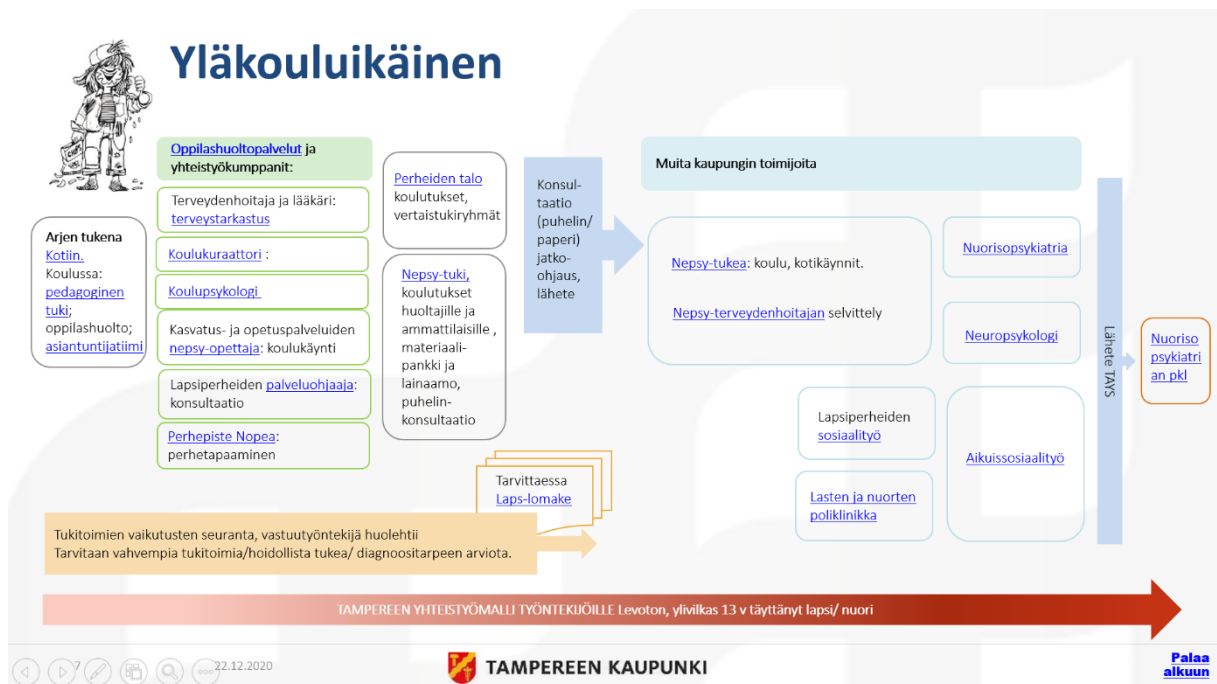 Yläkouluikäinen
Oppilashuoltopalvelut ja
yhteistyökumppanit:
Terveydenhoitaja ja lääkäri:
terveystarkastus
Koulukuraattori :
Koulupsykologi
Kasvatus- ja opetuspalveluiden
nepsy-opettaja: koulukäynti
Lapsiperheiden palveluohjaaja:
konsultaatio
Perhepiste Nopea:
perhetapaaminen
Arjen tukena
Kotiin.
Koulussa:
pedagoginen
tuki;
oppilashuolto;
asiantuntijatiimi
Perheiden talo
koulutukset,
vertaistukiryhmät
Nepsy-tuki,
koulutukset
huoltajille ja
ammattilaisille ,
materiaali-
pankki ja
lainaamo,
puhelin-
konsultaatio
Konsul-
taatio
(puhelin/
paperi)
jatko-
ohjaus,
lähete
Muita kaupungin toimijoita
Nepsy-tukea: koulu, kotikäynnit.
Nepsy-terveydenhoitajan selvittely
Nuorisopsykiatria
Neuropsykologi
Lapsiperheiden
sosiaalityö
Lasten ja nuorten
poliklinikka
Aikuissosiaalityö
Lähete TAYS
Nuoriso
psykiatri
an pkl
Tarvittaessa
Laps-lomake
Tukitoimien vaikutusten seuranta, vastuutyöntekijä huolehtii
Tarvitaan vahvempia tukitoimia/hoidollista tukea/ diagnoositarpeen arviota.
TAMPEREEN YHTEISTYÖMALLI TYÖNTEKIJÖILLE Levoton, ylivilkas 13 v täyttänyt lapsi/ nuori
7
22.12.2020
TAMPEREEN KAUPUNKI
Palaa
alkuun